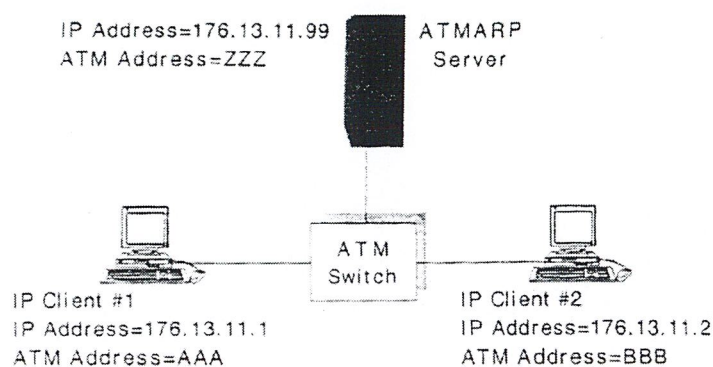 IP Address=176.13.11.99
ATM Address=ZZZ
ATMARP
Server
ATM
Switch
IP Client #1
IP Address=176.13.11.1
ATM Address=AAA
IP Client #2
IP Address=176.13.11.2
ATM Address=BBB